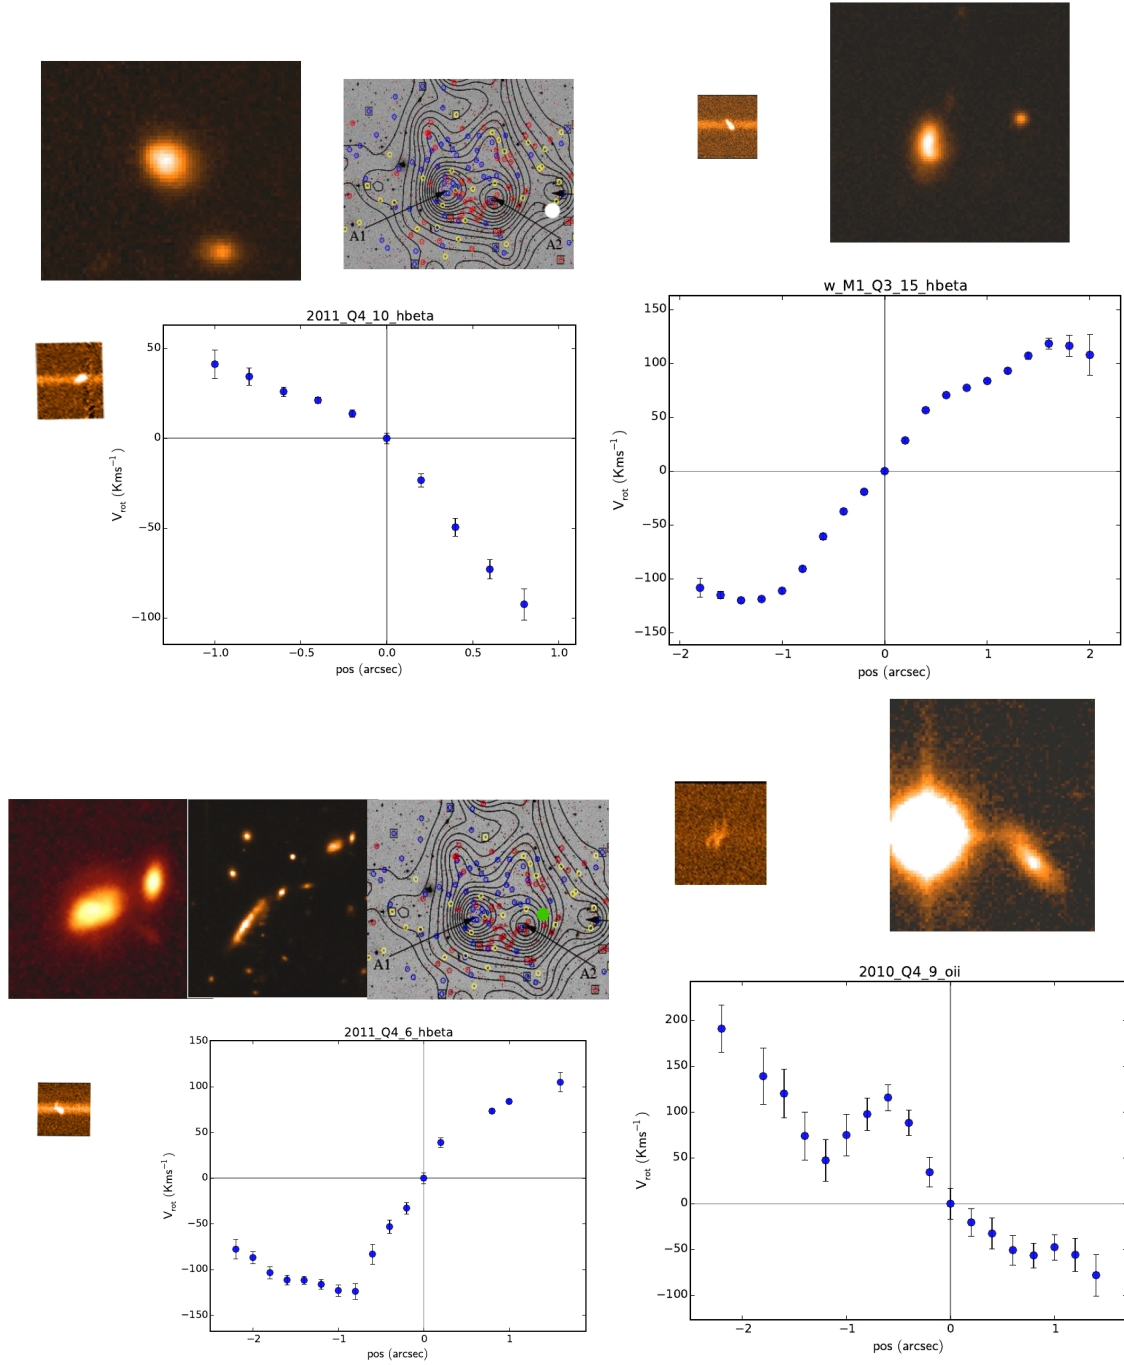 A1
A2
2011_Q4_10_hbeta
50
0
−50
−100
V_rot (Kms⁻¹)
−1.0 −0.5 0.0 0.5 1.0
pos (arcsec)
w_M1_Q3_15_hbeta
150
100
50
0
−50
−100
−150
V_rot (Kms⁻¹)
−2 −1 0 1 2
pos (arcsec)
A1
A2
2011_Q4_6_hbeta
150
100
50
0
−50
−100
−150
V_rot (Kms⁻¹)
−2 −1 0 1
pos (arcsec)
2010_Q4_9_oii
200
150
100
50
0
−50
−100
V_rot (Kms⁻¹)
−2 −1 0 1
pos (arcsec)